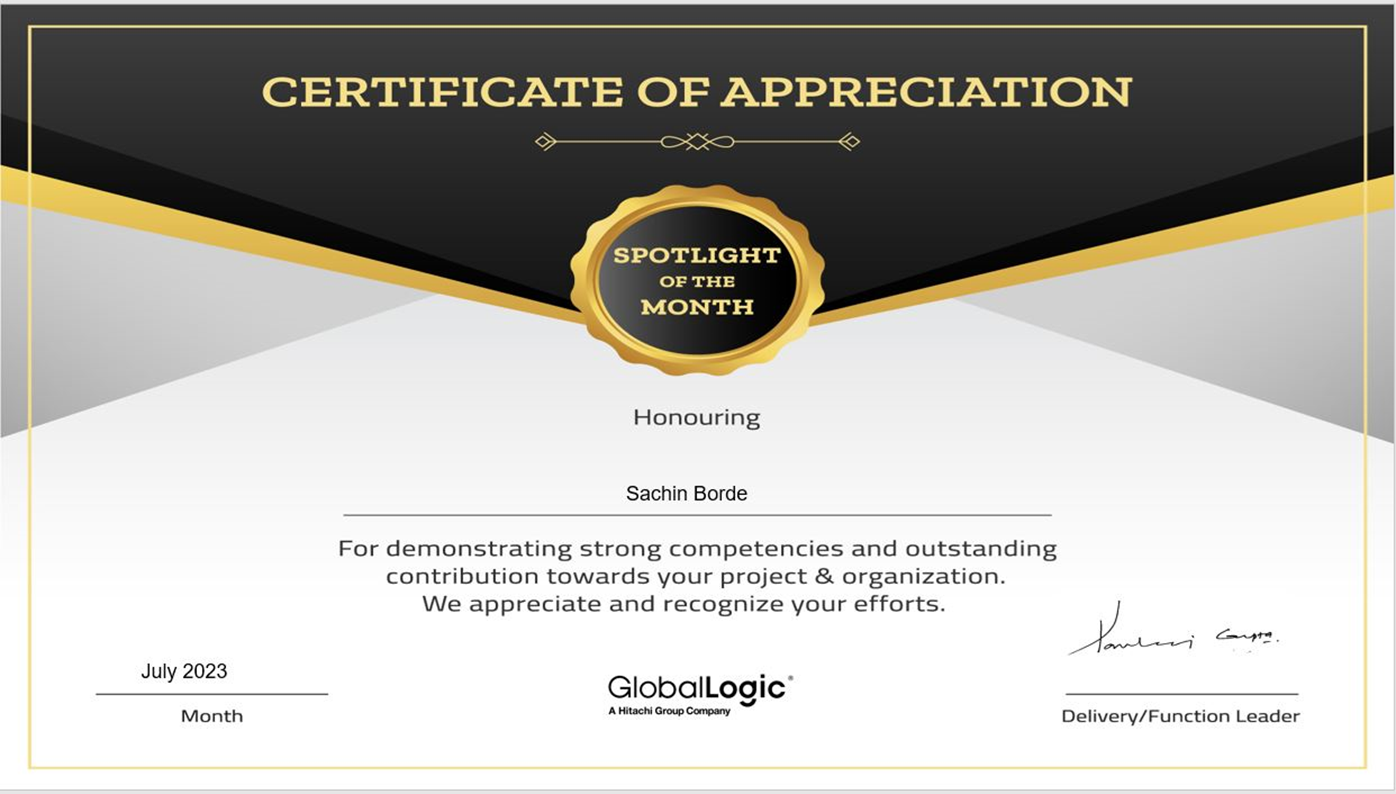 CERTIFICATE OF APPRECIATION
SPOTLIGHT
OF THE
MONTH
Honouring
Sachin Borde
For demonstrating strong competencies and outstanding
contribution towards your project & organization.
We appreciate and recognize your efforts.
July 2023
Month
GlobalLogic®
A Hitachi Group Company
Delivery/Function Leader